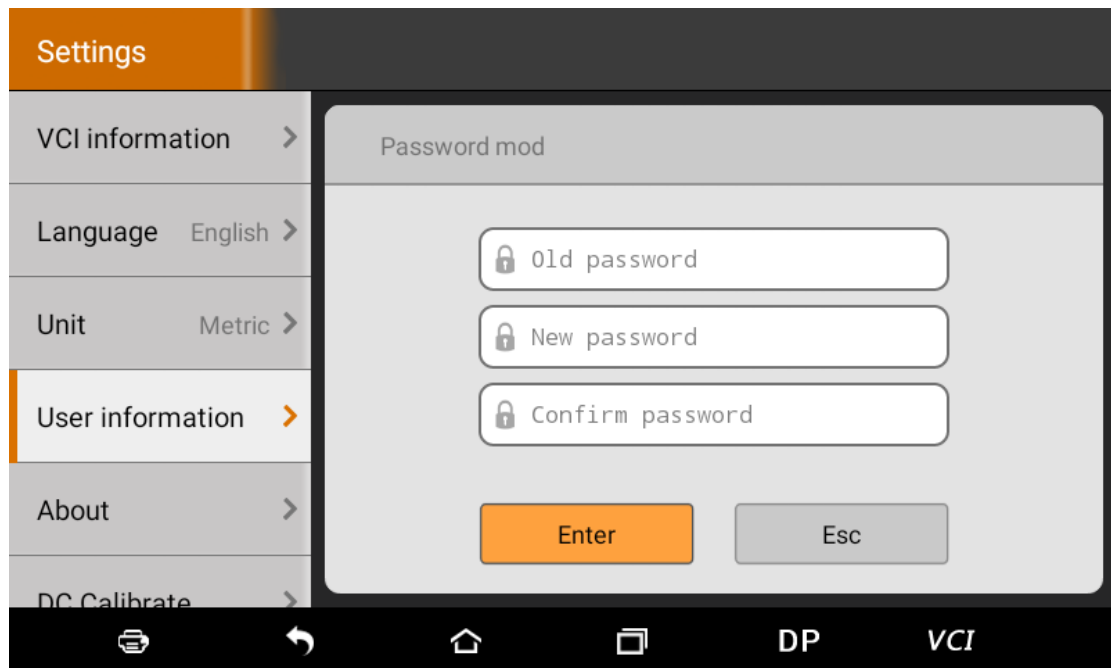 Settings
VCI information
Language English
Unit Metric
User information
About
DC Calibrate
Password mod
Old password
New password
Confirm password
Enter Esc
DP VCI